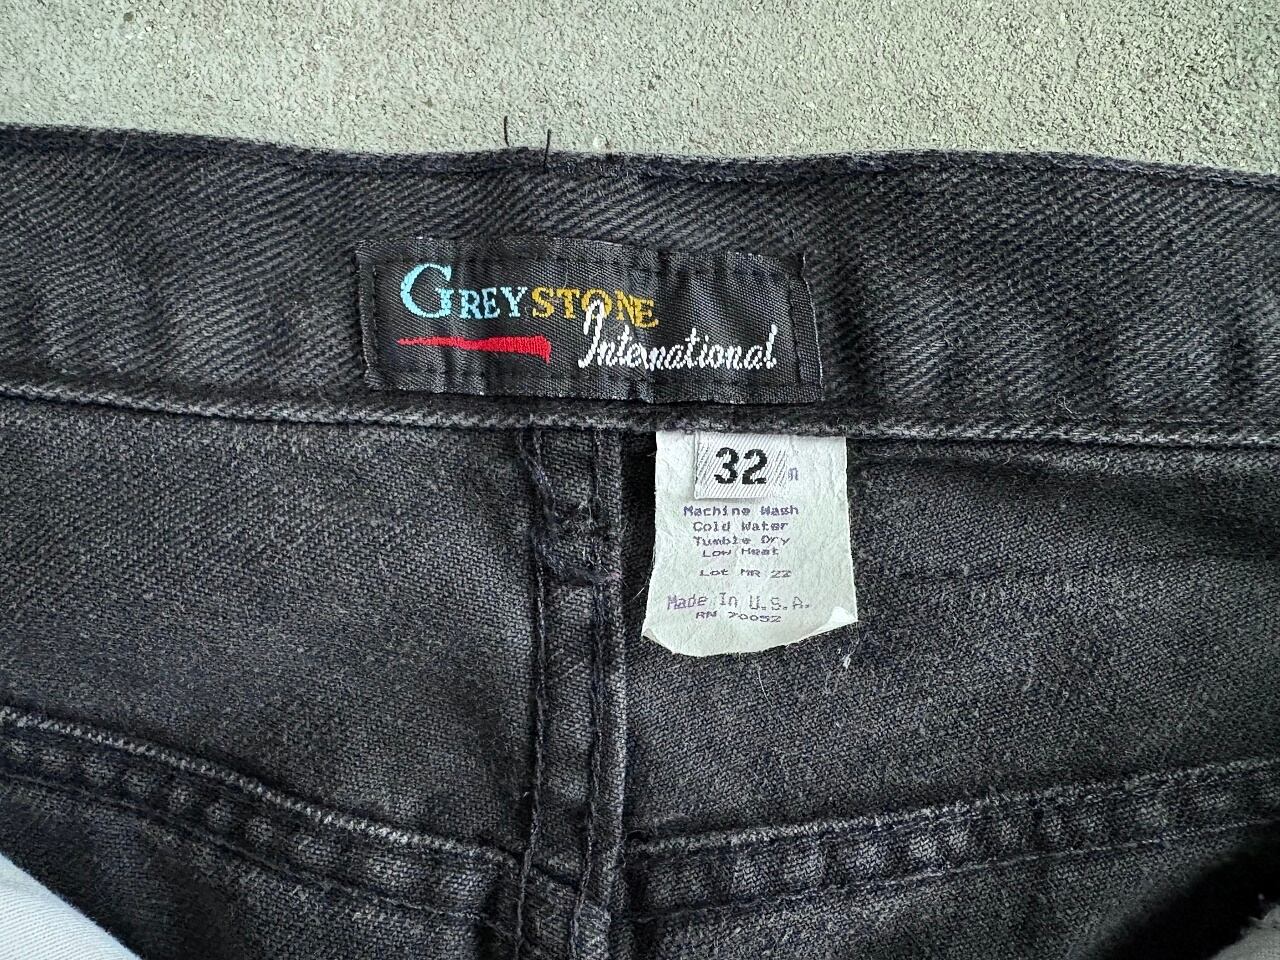 GREYSTONE
International
32
Machine Wash
Cold Water
Tumble Dry
Low Heat
Lot MR 22
Made In U.S.A.
RN 70052